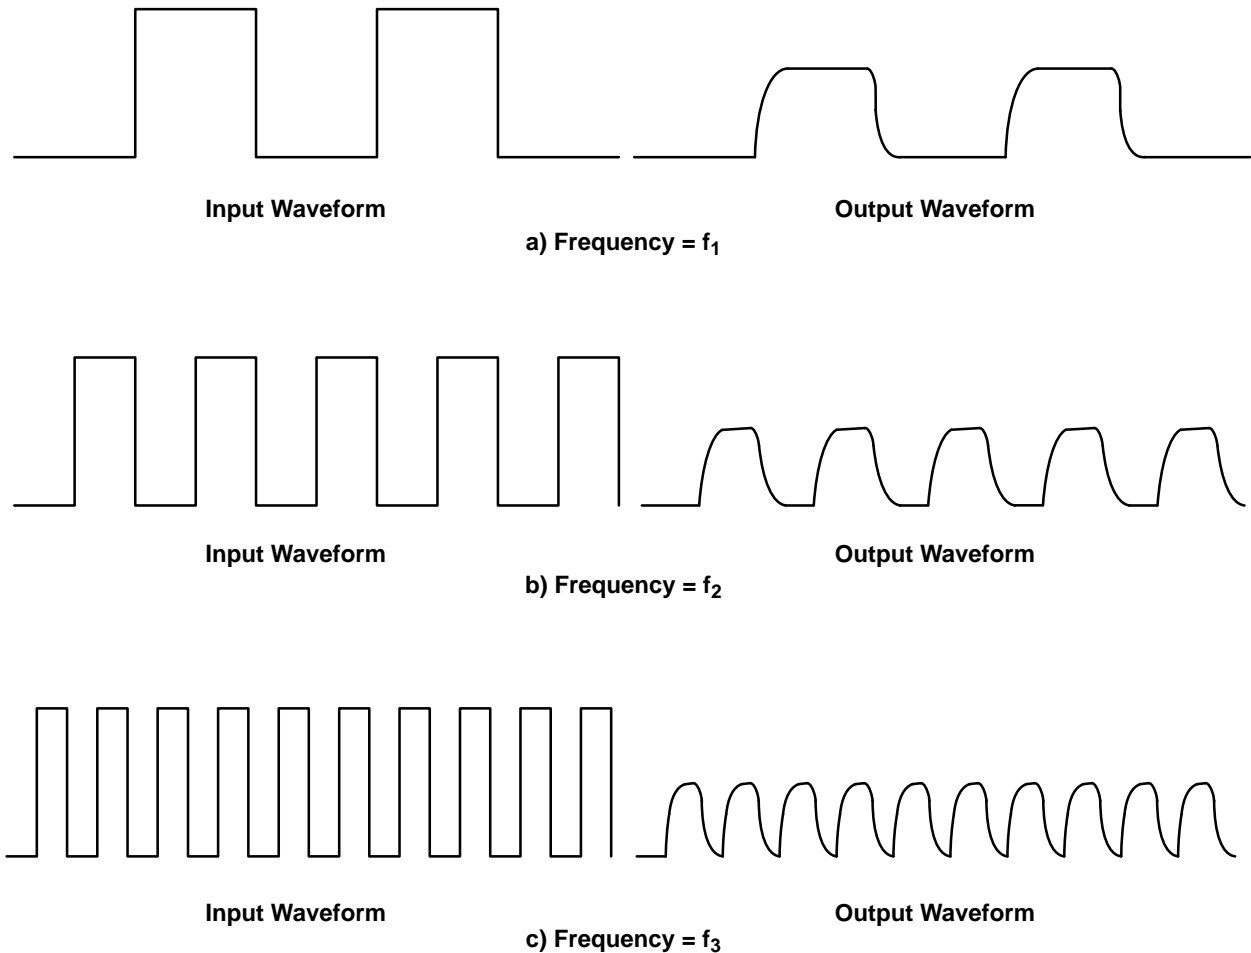 Input Waveform
Output Waveform
a) Frequency = f1
Input Waveform
Output Waveform
b) Frequency = f2
Input Waveform
Output Waveform
c) Frequency = f3